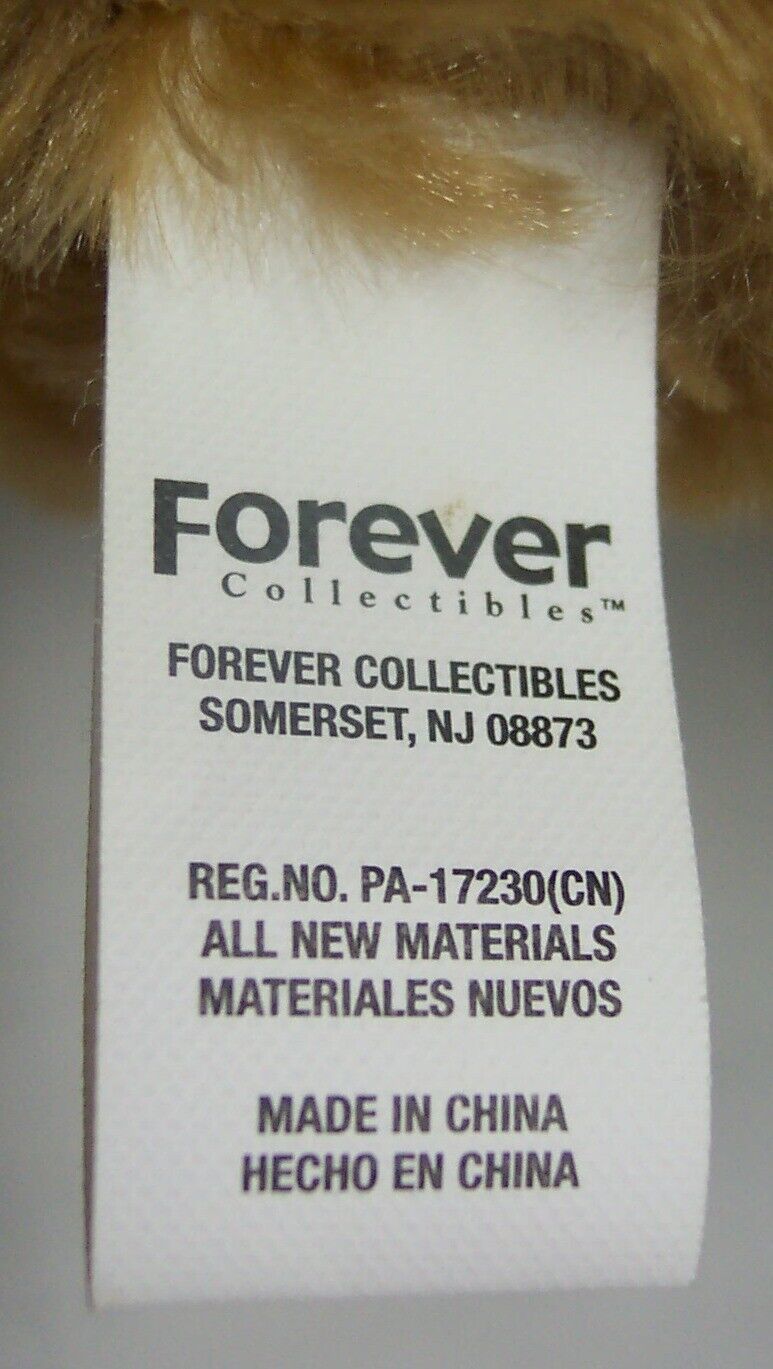 Forever
Collectibles™
FOREVER COLLECTIBLES
SOMERSET, NJ 08873
REG.NO. PA-17230(CN)
ALL NEW MATERIALS
MATERIALES NUEVOS
MADE IN CHINA
HECHO EN CHINA